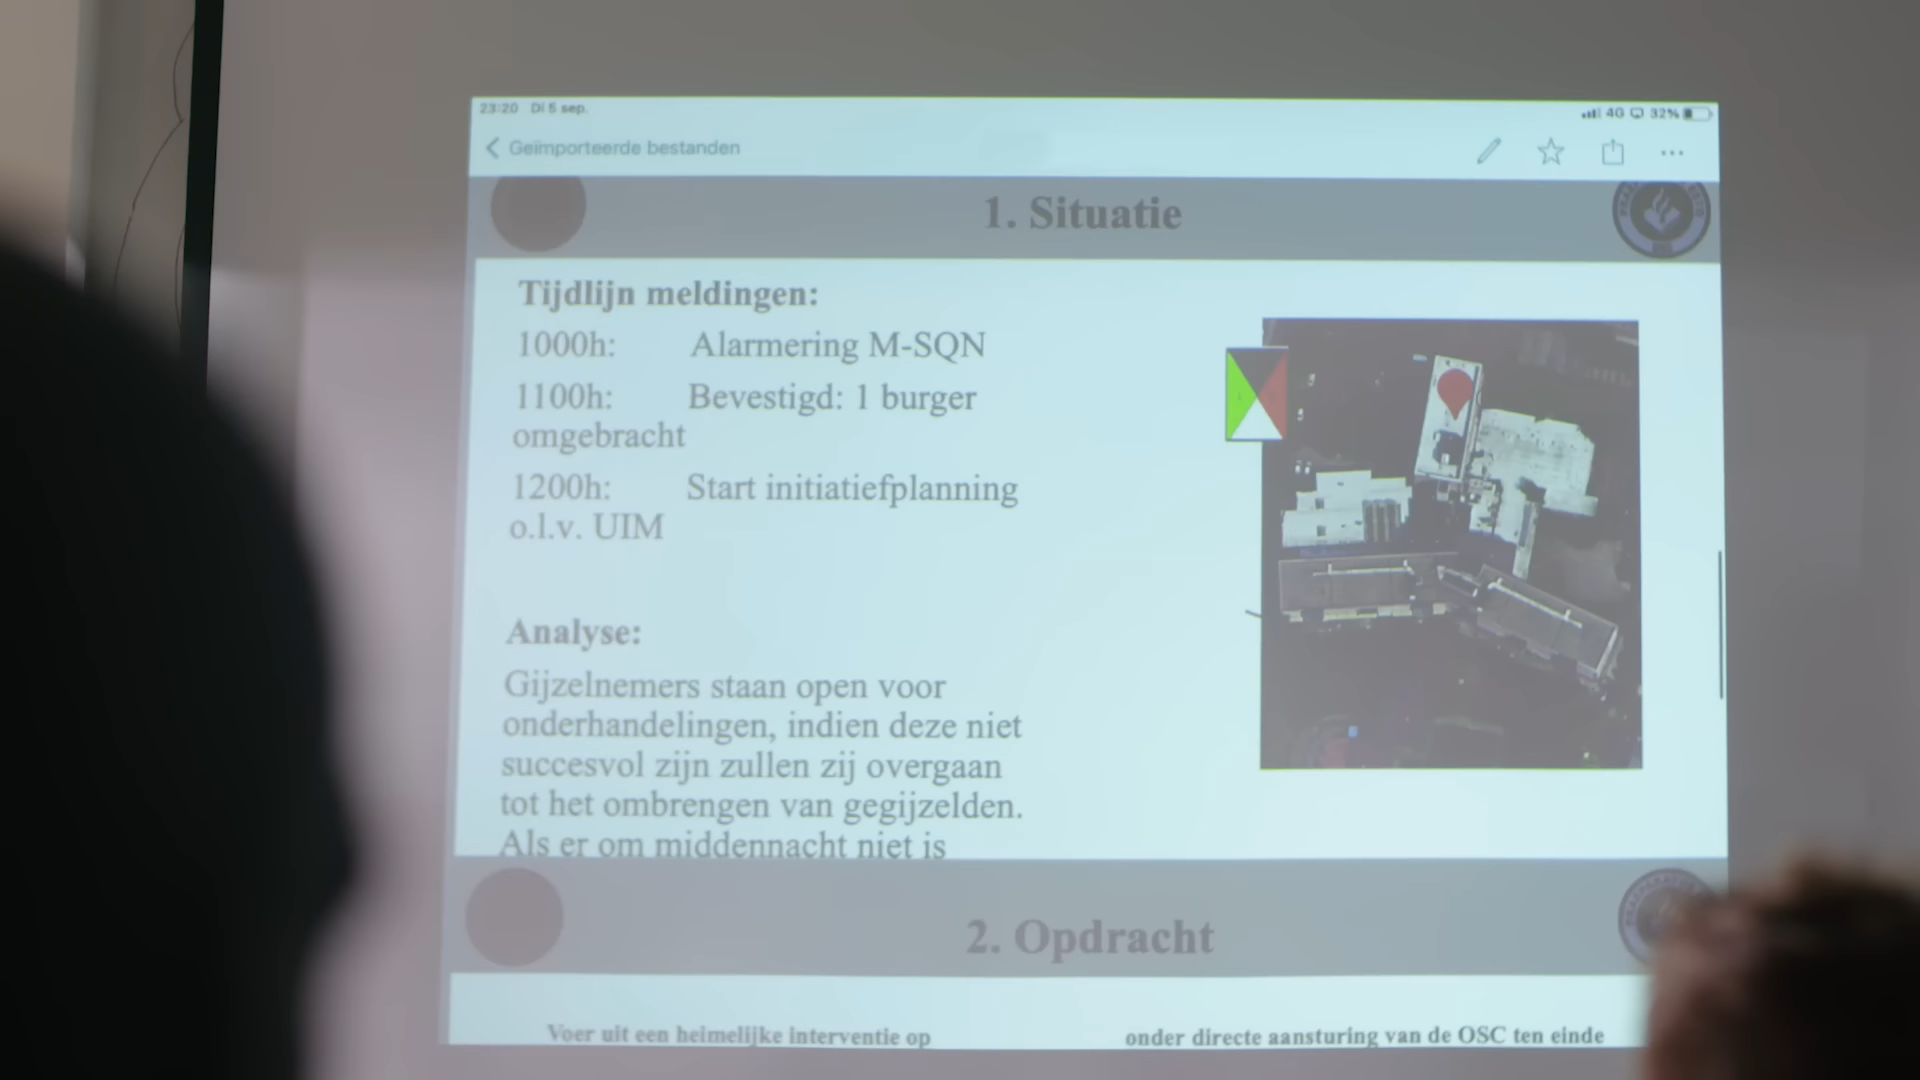 23:20 Di 5 sep.
4G 32%
Geïmporteerde bestanden
1. Situatie
Tijdlijn meldingen:
1000h: Alarmering M-SQN
1100h: Bevestigd: 1 burger
omgebracht
1200h: Start initiatiefplanning
o.l.v. UIM
Analyse:
Gijzelnemers staan open voor
onderhandelingen, indien deze niet
succesvol zijn zullen zij overgaan
tot het ombrengen van gegijzelden.
Als er om middennacht niet is
2. Opdracht
Voer uit een heimelijke interventie op
onder directe aansturing van de OSC ten einde